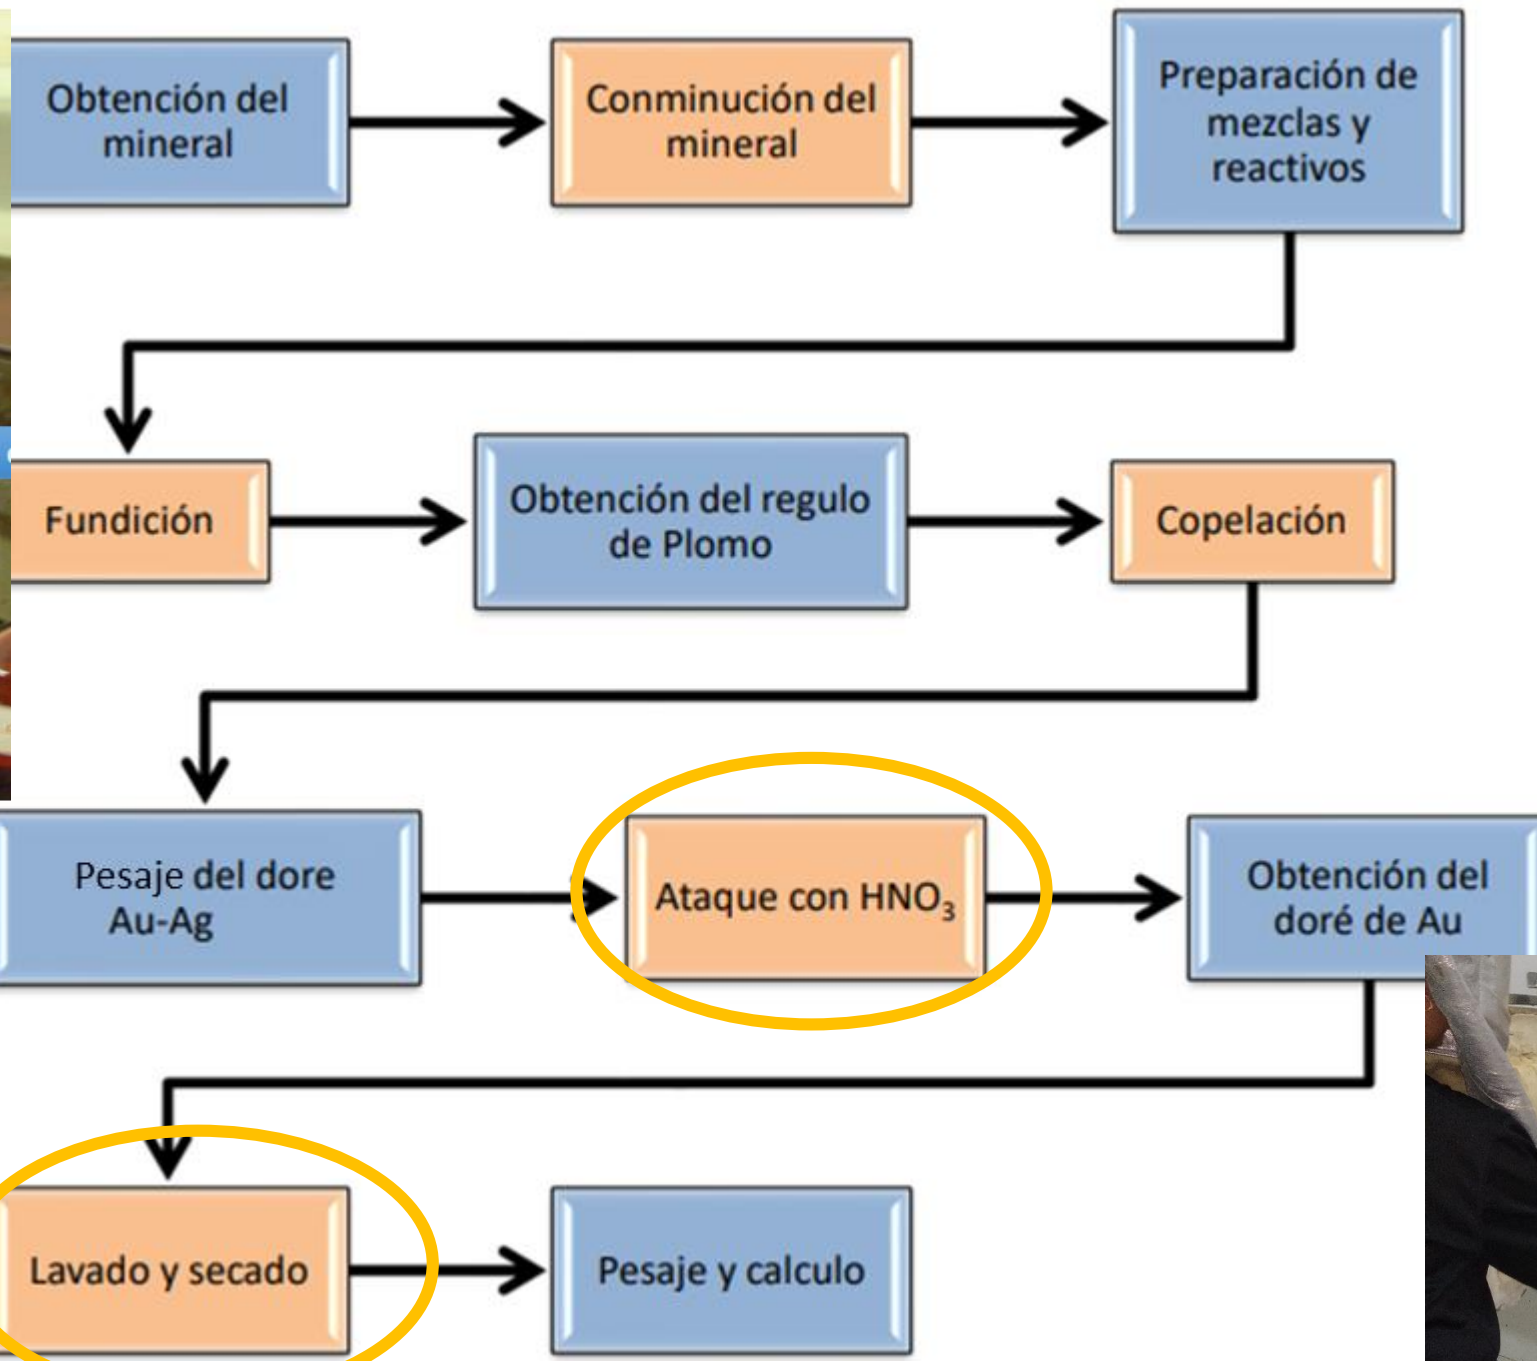 Obtención del
mineral
Conminución del
mineral
Preparación de
mezclas y
reactivos
Fundición
Obtención del regulo
de Plomo
Copelación
Pesaje del dore
Au-Ag
Ataque con HNO₃
Obtención del
doré de Au
Lavado y secado
Pesaje y calculo